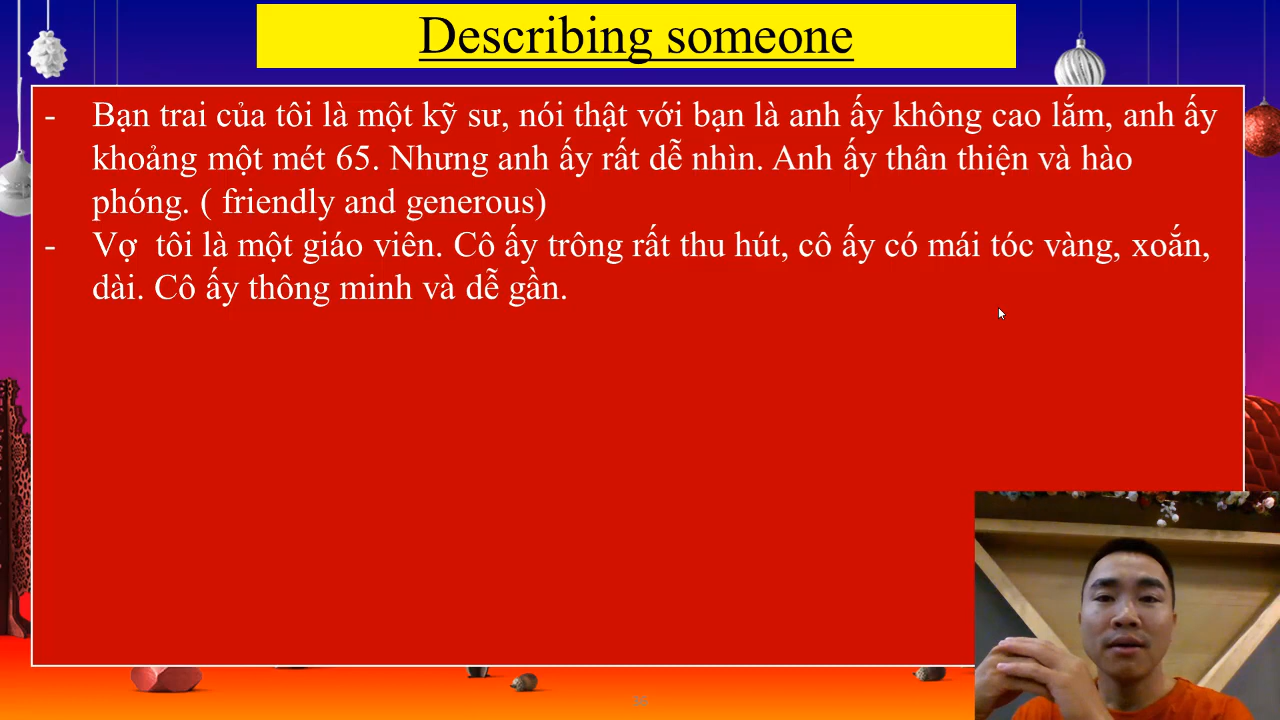 Describing someone
- Bạn trai của tôi là một kỹ sư, nói thật với bạn là anh ấy không cao lắm, anh ấy
khoảng một mét 65. Nhưng anh ấy rất dễ nhìn. Anh ấy thân thiện và hào
phóng. ( friendly and generous)
- Vợ tôi là một giáo viên. Cô ấy trông rất thu hút, cô ấy có mái tóc vàng, xoắn,
dài. Cô ấy thông minh và dễ gần.